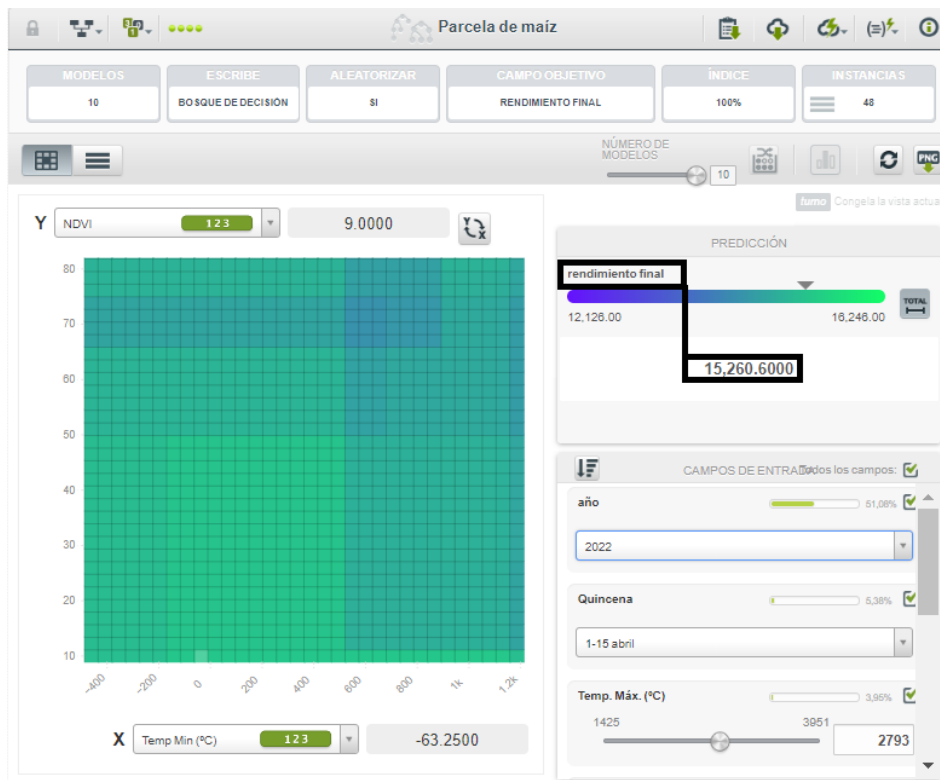 Parcela de maíz
MODELOS ESCRIBE ALEATORIZAR CAMPO OBJETIVO ÍNDICE INSTANCIAS
10 BOSQUE DE DECISIÓN SI RENDIMIENTO FINAL 100% 48
NÚMERO DE
MODELOS
10
PNG
turno Congela la vista actua
Y NDVI 123 9.0000
Y
X
80
70
60
50
40
30
20
10
-400 -200 0 200 400 600 800 1k 1.2k
X Temp Min (ºC) 123 -63.2500
PREDICCIÓN
rendimiento final
TOTAL
12,126.00 16,246.00
15,260.6000
CAMPOS DE ENTRADA Todos los campos:
año 51,08%
2022
Quincena 5,38%
1-15 abril
Temp. Máx. (ºC) 3,95%
1425 3951
2793